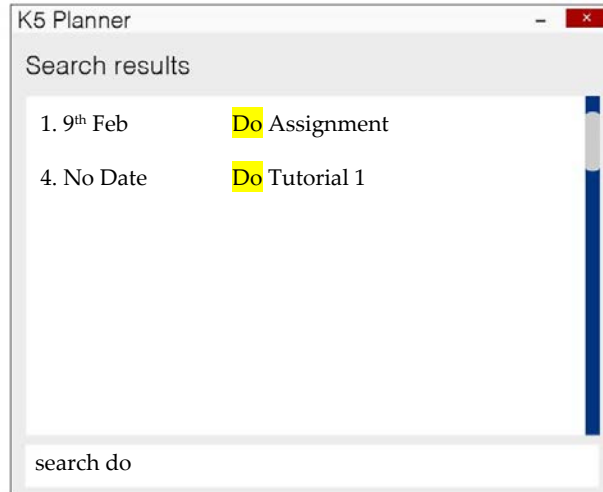 K5 Planner
Search results
1. 9th Feb Do Assignment
4. No Date Do Tutorial 1
search do